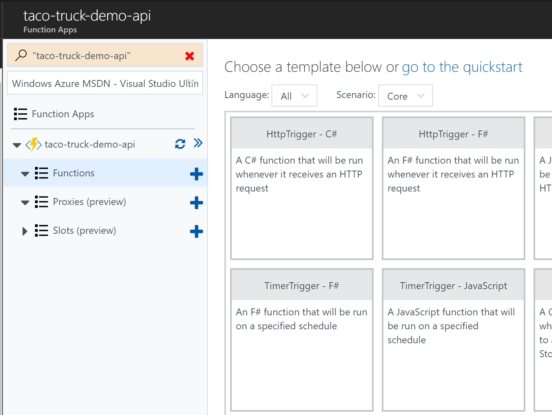 taco-truck-demo-api
Function Apps
"taco-truck-demo-api"
Windows Azure MSDN - Visual Studio Ultin
Function Apps
taco-truck-demo-api
Functions
Proxies (preview)
Slots (preview)
Choose a template below or go to the quickstart
Language: All Scenario: Core
HttpTrigger - C#
A C# function that will be run
whenever it receives an HTTP
request
HttpTrigger - F#
An F# function that will be run
whenever it receives an HTTP
request
A J
be
HT
TimerTrigger - F#
An F# function that will be run
on a specified schedule
TimerTrigger - JavaScript
A JavaScript function that will
be run on a specified
schedule
A C
wh
to
Sto